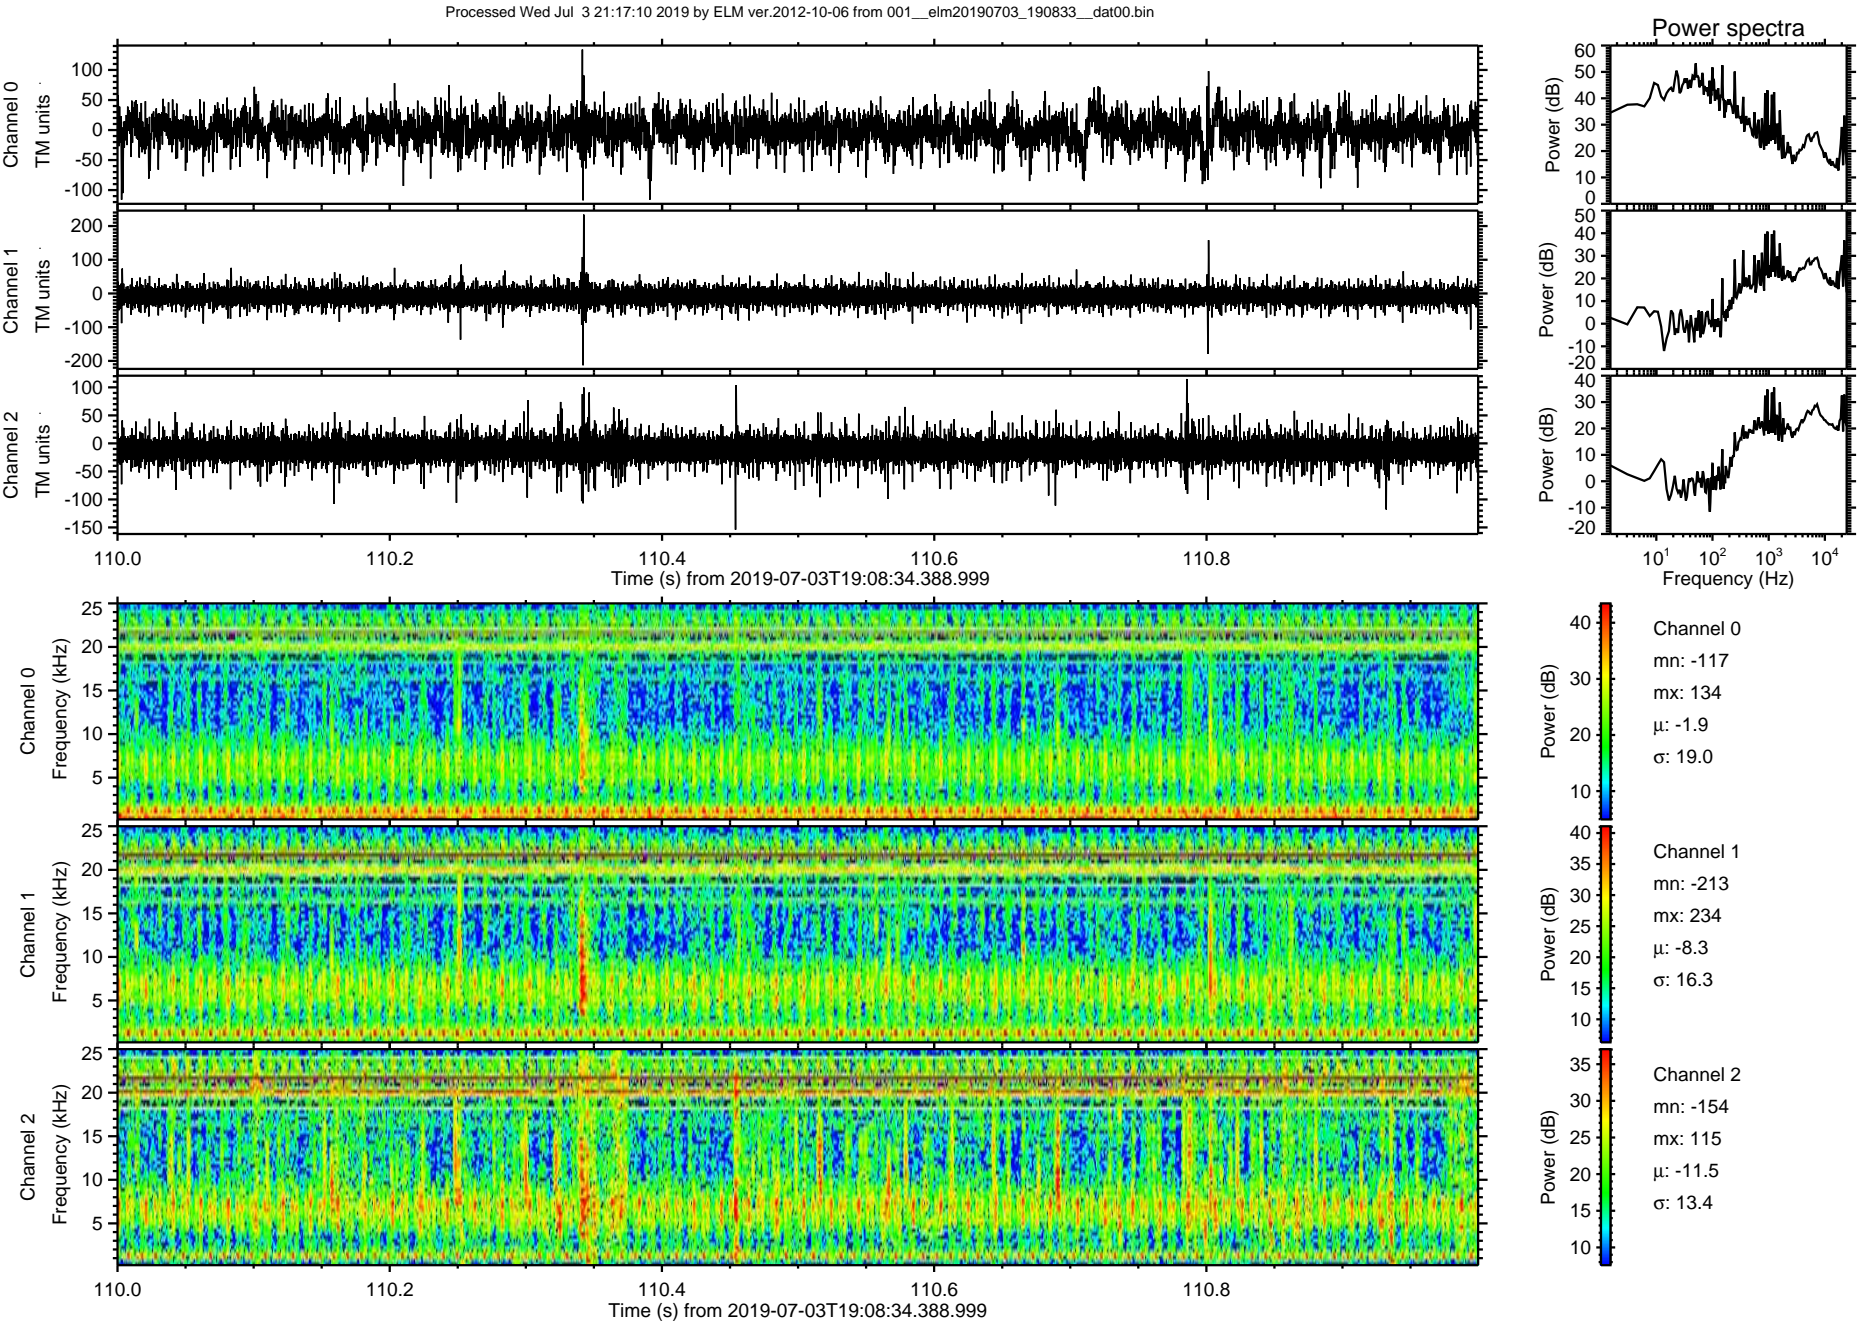 Processed Wed Jul  3 21:17:10 2019 by ELM ver.2012-10-06 from 001__elm20190703_190833__dat00.bin
Power spectra
Channel 0
TM units
100
50
0
-50
-100
Power (dB)
60
50
40
30
20
10
0
Channel 1
TM units
200
100
0
-100
-200
Power (dB)
50
40
30
20
10
0
-10
-20
Channel 2
TM units
100
50
0
-50
-100
-150
Power (dB)
40
30
20
10
0
-10
-20
110.0 110.2 110.4 110.6 110.8
Time (s) from 2019-07-03T19:08:34.388.999
10¹ 10² 10³ 10⁴
Frequency (Hz)
Channel 0
Frequency (kHz)
25
20
15
10
5
Power (dB)
40
30
20
10
Channel 0
mn: -117
mx: 134
μ: -1.9
σ: 19.0
Channel 1
Frequency (kHz)
25
20
15
10
5
Power (dB)
40
35
30
25
20
15
10
Channel 1
mn: -213
mx: 234
μ: -8.3
σ: 16.3
Channel 2
Frequency (kHz)
25
20
15
10
5
Power (dB)
35
30
25
20
15
10
Channel 2
mn: -154
mx: 115
μ: -11.5
σ: 13.4
110.0 110.2 110.4 110.6 110.8
Time (s) from 2019-07-03T19:08:34.388.999